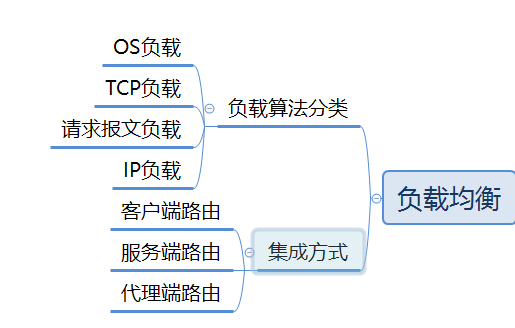 OS负载
TCP负载
请求报文负载
IP负载
负载算法分类
客户端路由
服务端路由
代理端路由
集成方式
负载均衡